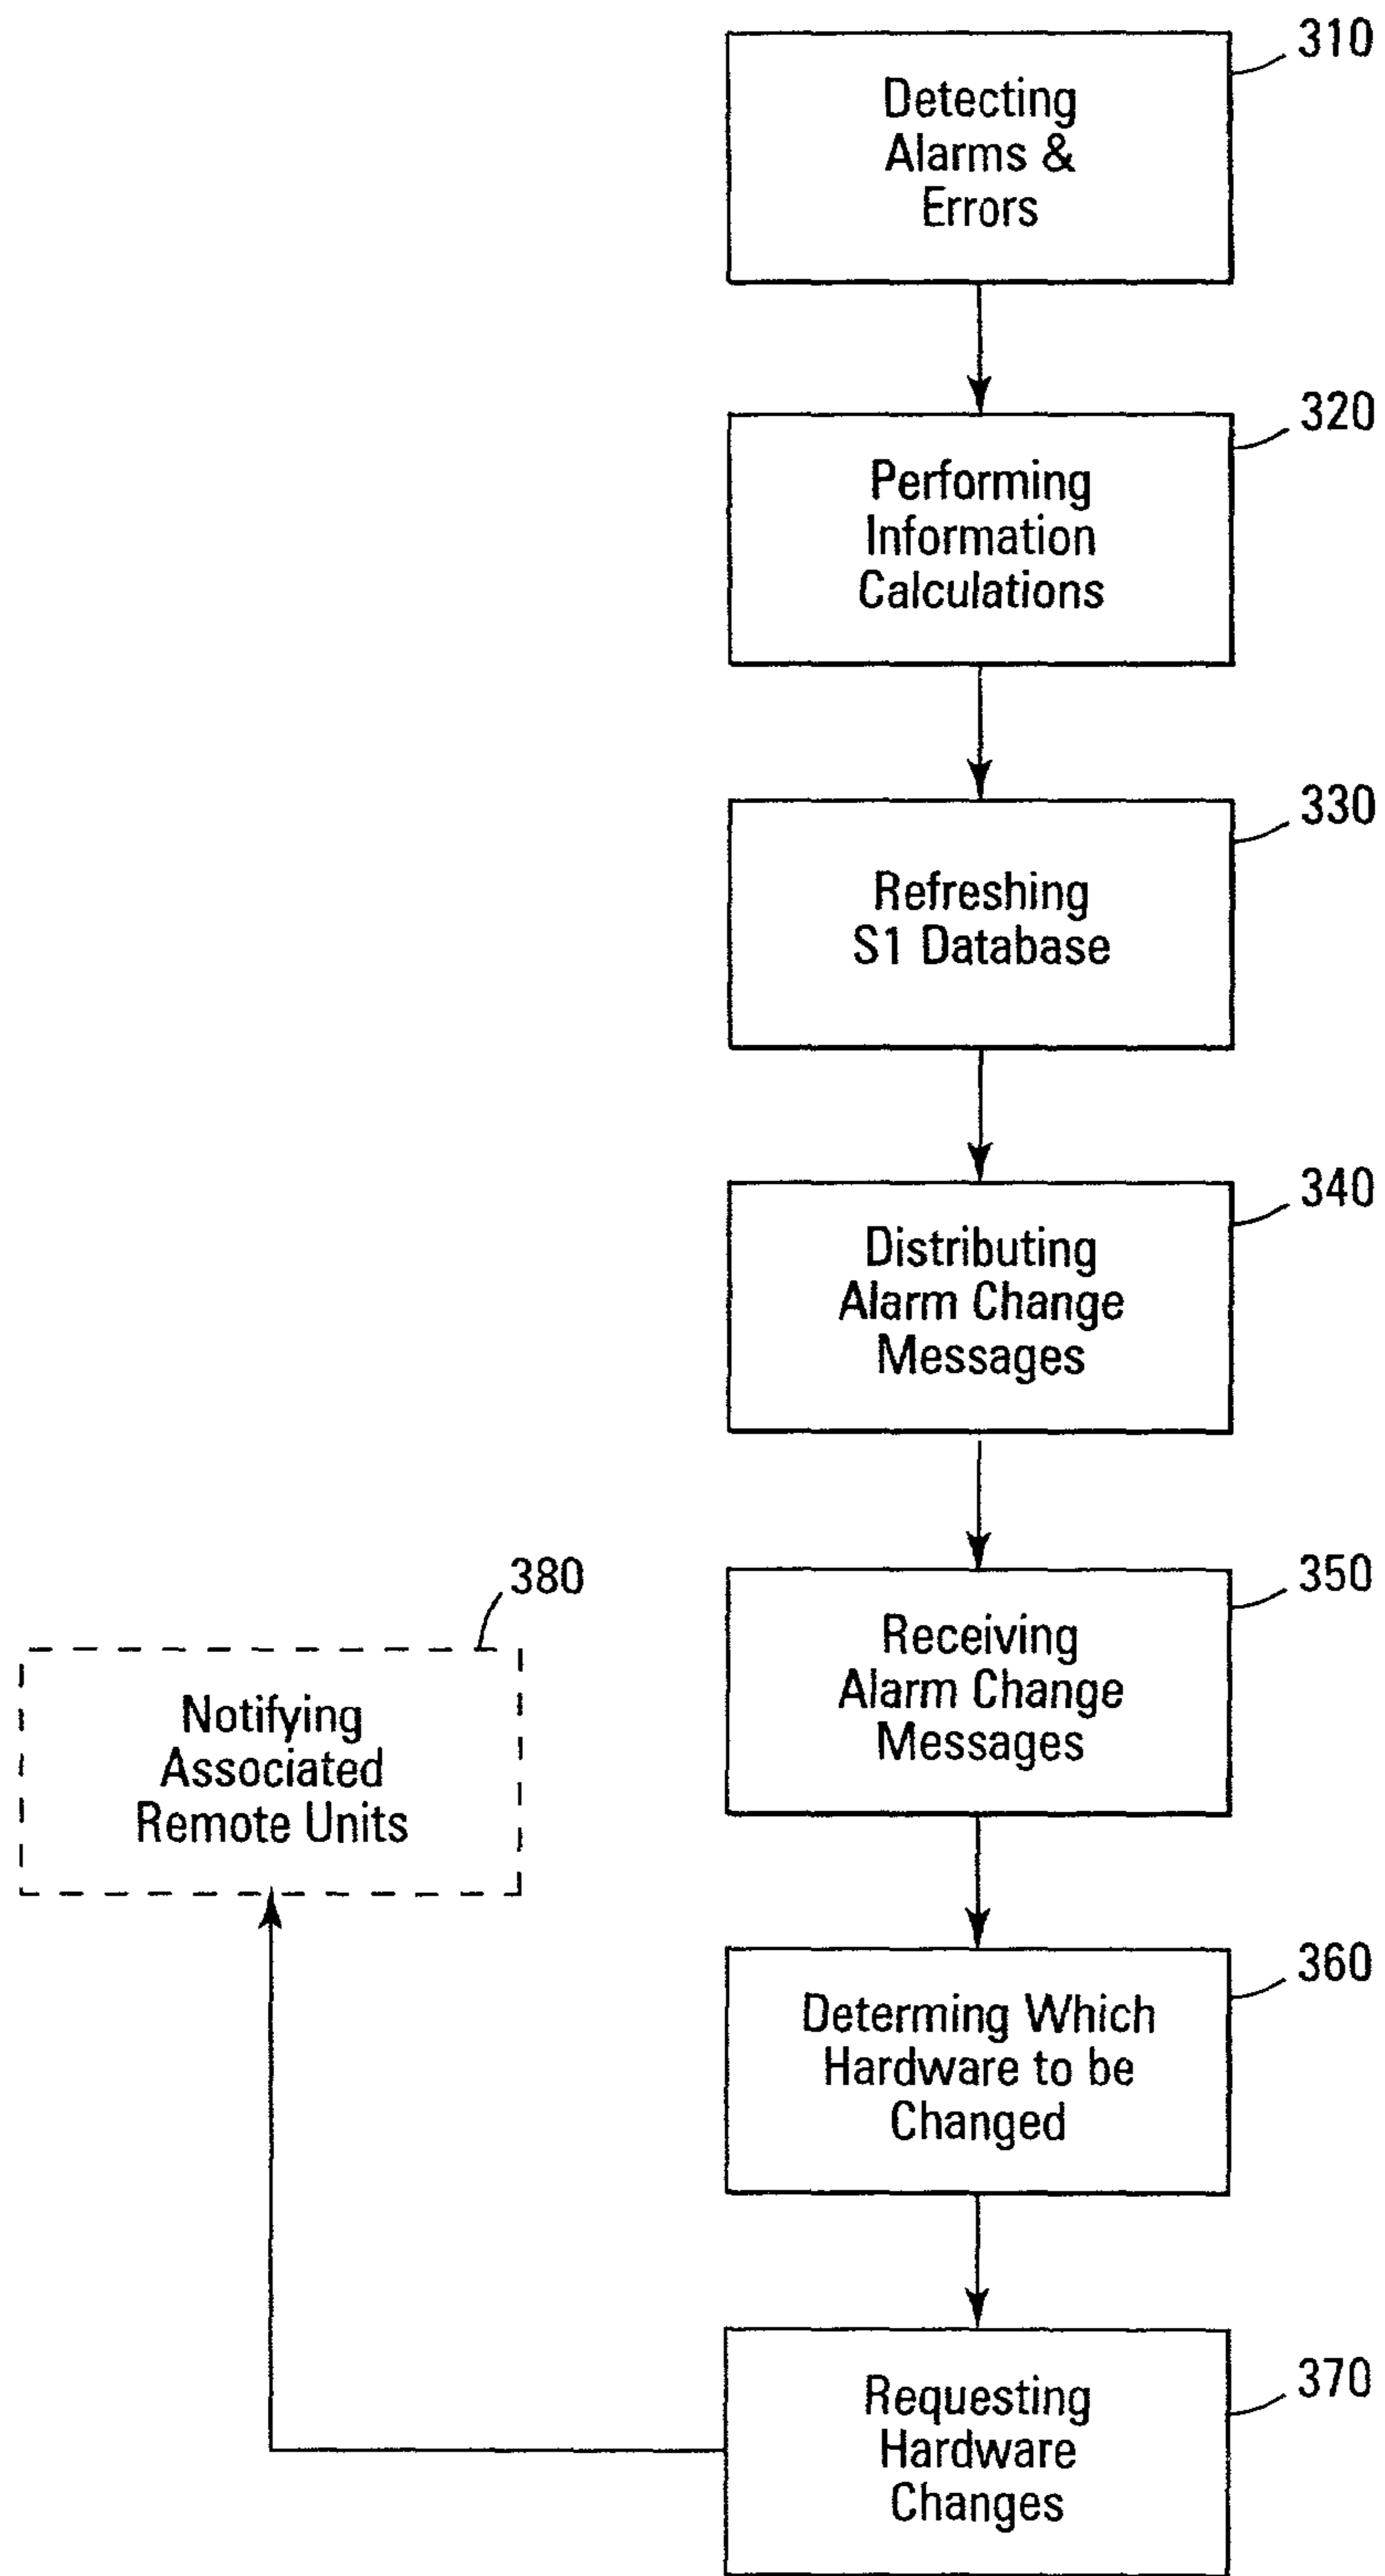 310
Detecting
Alarms &
Errors
320
Performing
Information
Calculations
330
Refreshing
S1 Database
340
Distributing
Alarm Change
Messages
350
Receiving
Alarm Change
Messages
360
Determing Which
Hardware to be
Changed
370
Requesting
Hardware
Changes
380
Notifying
Associated
Remote Units